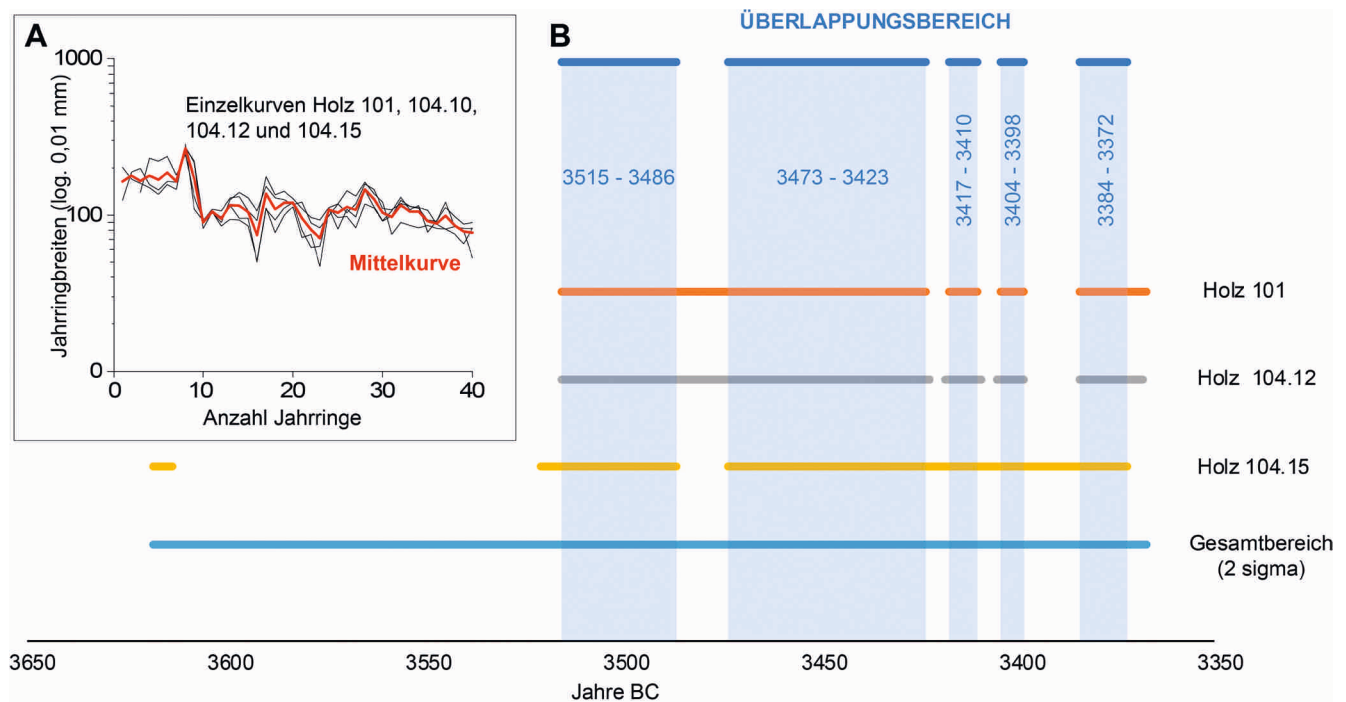 A
1000
100
0
Jahrringbreiten (log. 0,01 mm)
Einzelkurven Holz 101, 104.10,
104.12 und 104.15
Mittelkurve
0 10 20 30 40
Anzahl Jahrringe
B
ÜBERLAPPUNGSBEREICH
3515 - 3486
3473 - 3423
3417 - 3410
3404 - 3398
3384 - 3372
Holz 101
Holz 104.12
Holz 104.15
Gesamtbereich
(2 sigma)
3650 3600 3550 3500 3450 3400 3350
Jahre BC